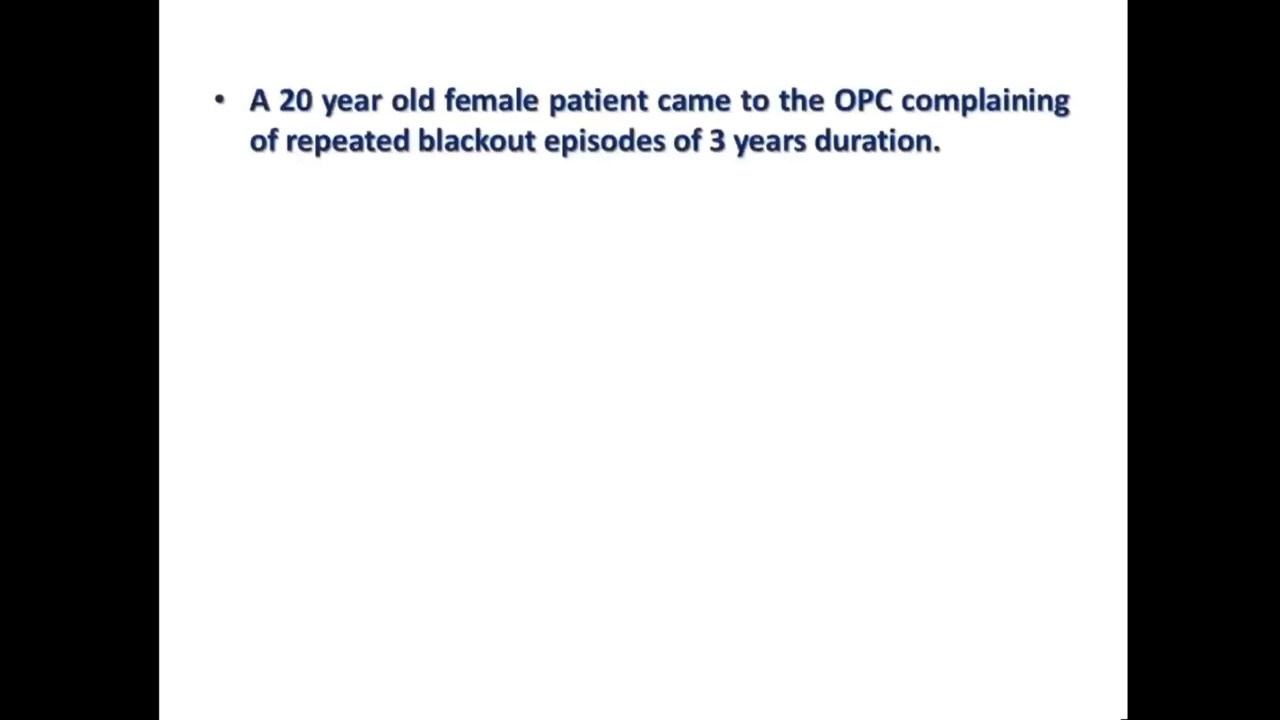 • A 20 year old female patient came to the OPC complaining
of repeated blackout episodes of 3 years duration.